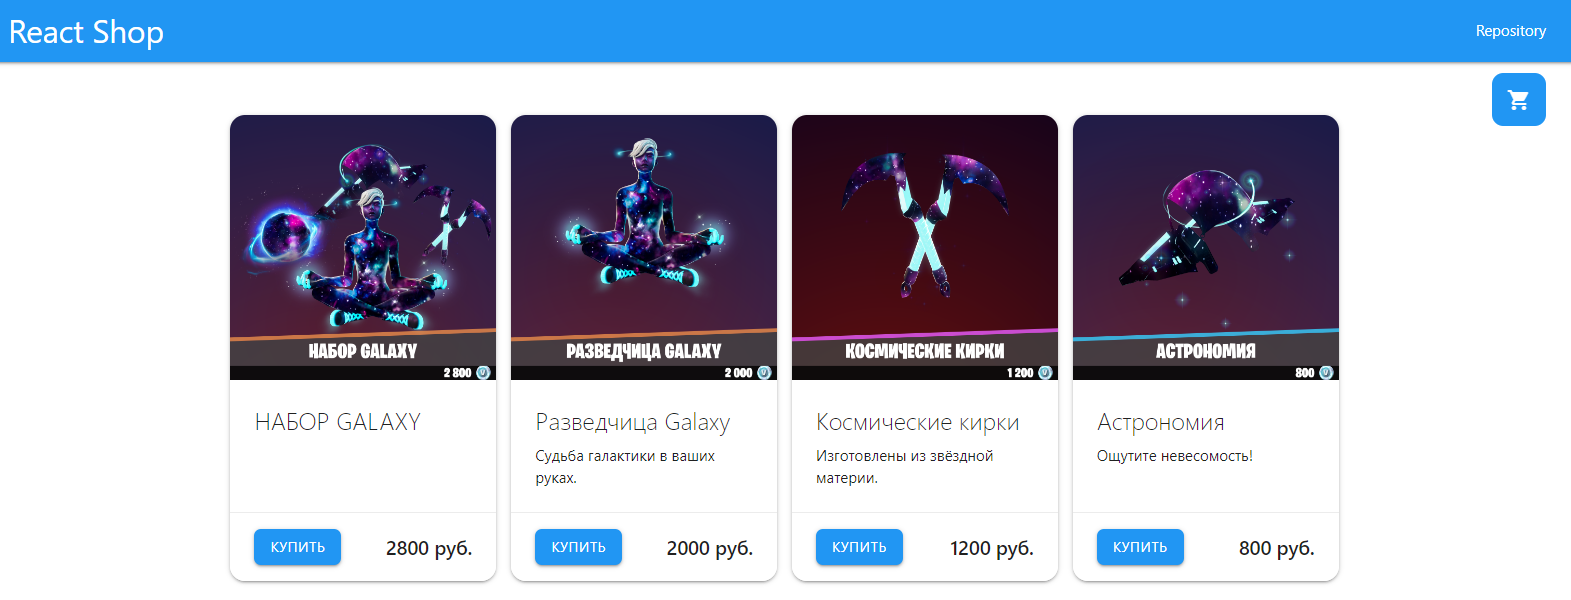 React Shop
Repository
НАБОР GALAXY
2 800
НАБОР GALAXY
КУПИТЬ
2800 руб.
РАЗВЕДЧИЦА GALAXY
2 000
Разведчица Galaxy
Судьба галактики в ваших
руках.
КУПИТЬ
2000 руб.
КОСМИЧЕСКИЕ КИРКИ
1 200
Космические кирки
Изготовлены из звёздной
материи.
КУПИТЬ
1200 руб.
АСТРОНОМИЯ
800
Астрономия
Ощутите невесомость!
КУПИТЬ
800 руб.